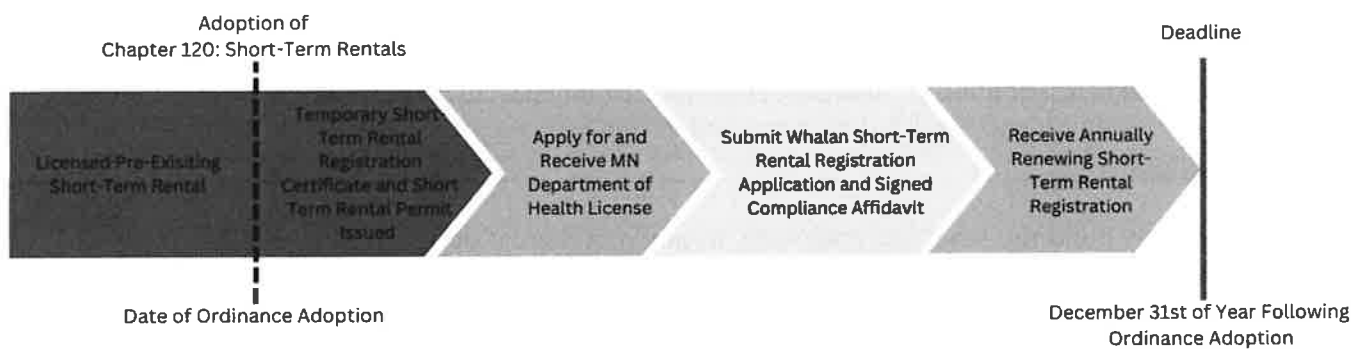 Adoption of
Chapter 120: Short-Term Rentals
Deadline
Licensed Pre-Exisiting
Short-Term Rental
Temporary Short-
Term Rental
Registration
Certificate and Short
Term Rental Permit
Issued
Apply for and
Receive MN
Department of
Health License
Submit Whalan Short-Term
Rental Registration
Application and Signed
Compliance Affidavit
Receive Annually
Renewing Short-
Term Rental
Registration
Date of Ordinance Adoption
December 31st of Year Following
Ordinance Adoption